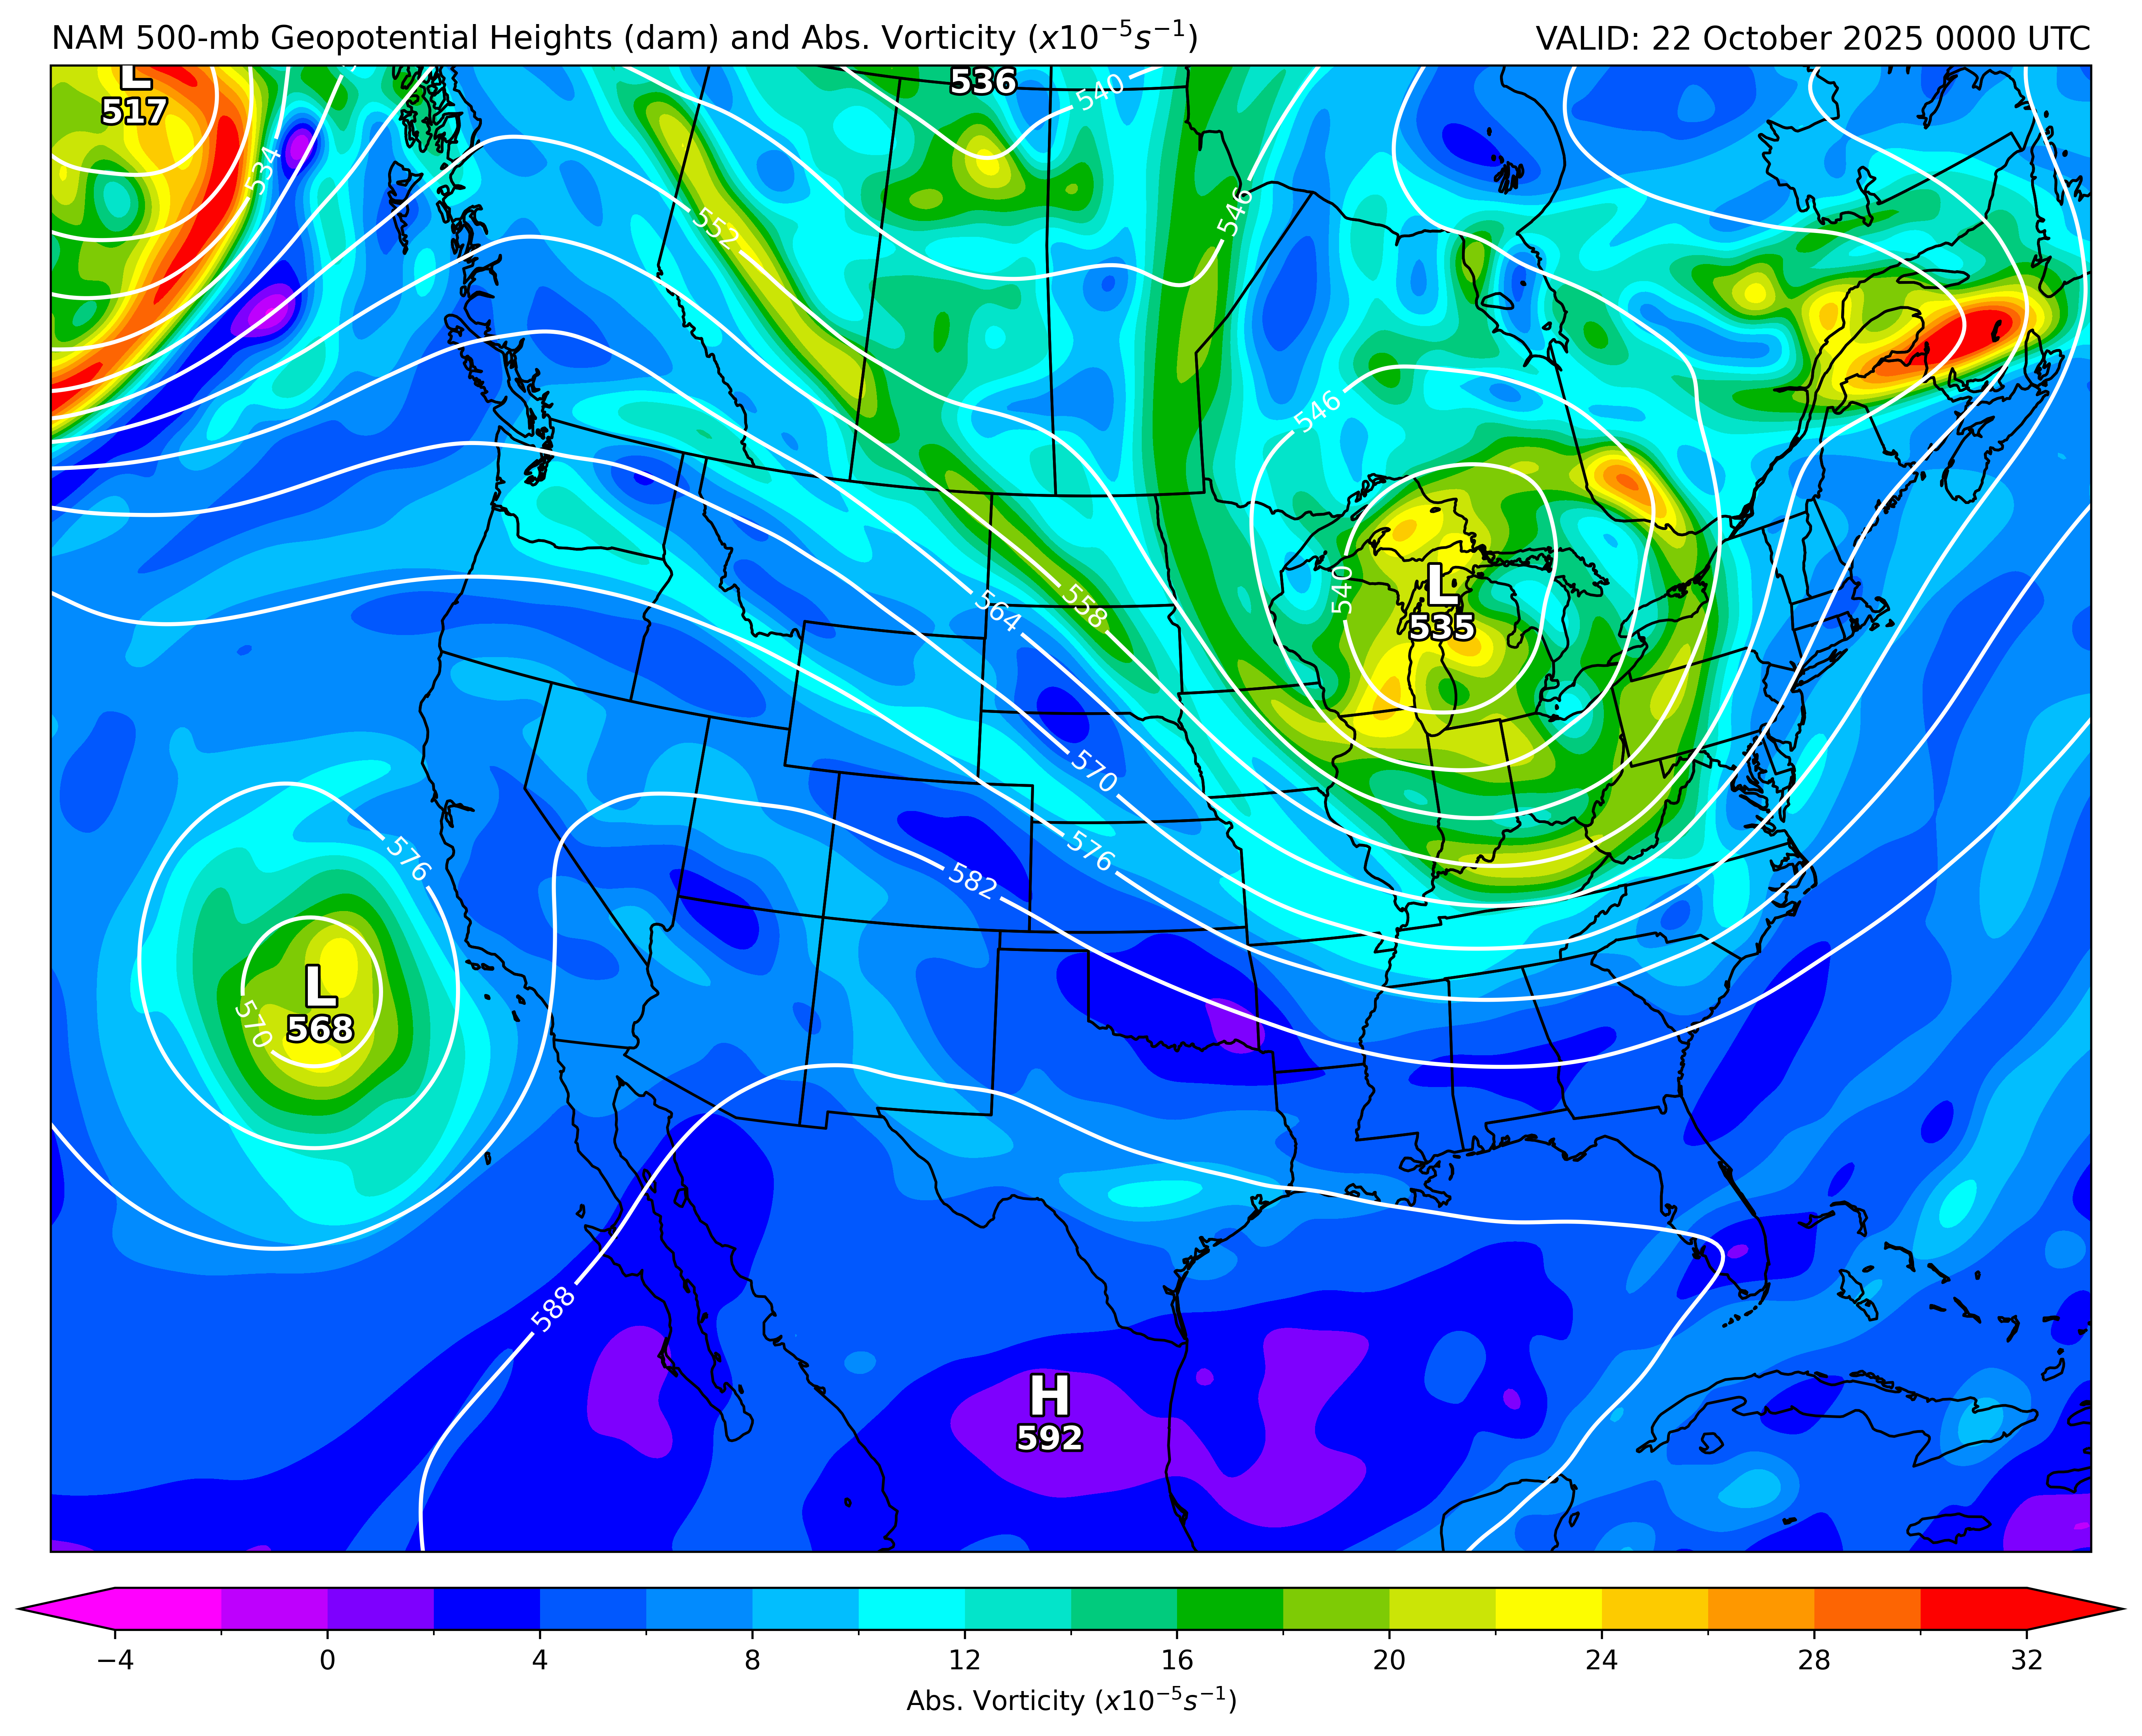 NAM 500-mb Geopotential Heights (dam) and Abs. Vorticity (x10⁻⁵s⁻¹) VALID: 22 October 2025 0000 UTC
L
517
536
540
534
546
552
546
540
L
535
558
564
570
576
576
582
L
568
570
588
H
592
−4 0 4 8 12 16 20 24 28 32
Abs. Vorticity (x10⁻⁵s⁻¹)